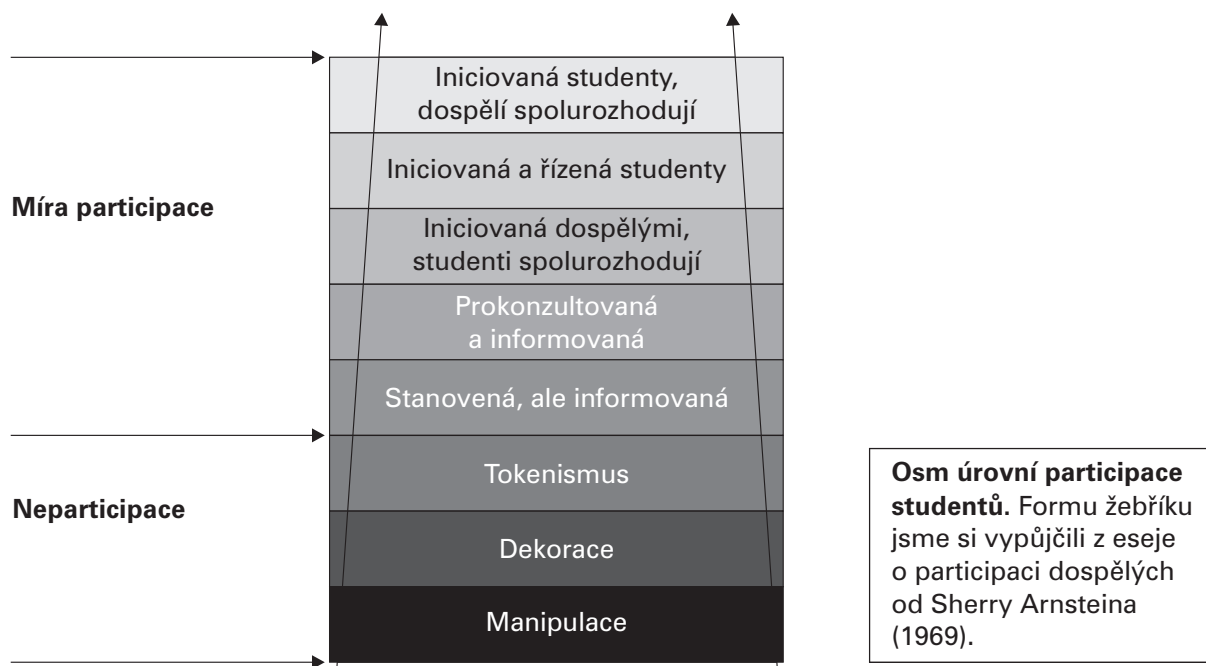 Iniciovaná studenty,
dospělí spolurozhodují
Iniciovaná a řízená studenty
Míra participace
Iniciovaná dospělými,
studenti spolurozhodují
Prokonzultovaná
a informovaná
Stanovená, ale informovaná
Tokenismus
Neparticipace
Dekorace
Manipulace
Osm úrovní participace
studentů. Formu žebříku
jsme si vypůjčili z eseje
o participaci dospělých
od Sherry Arnsteina
(1969).